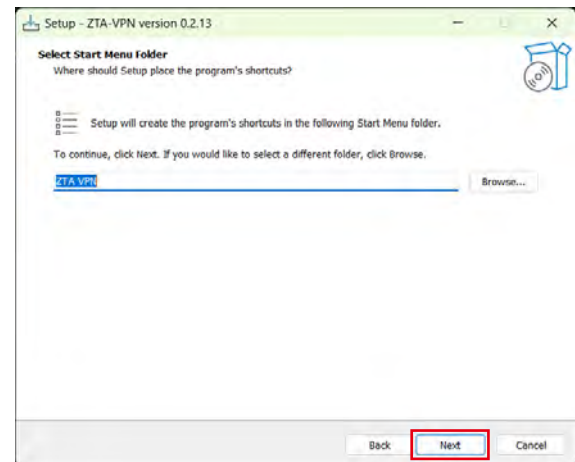 Setup - ZTA-VPN version 0.2.13
Select Start Menu Folder
Where should Setup place the program's shortcuts?
Setup will create the program's shortcuts in the following Start Menu folder.
To continue, click Next. If you would like to select a different folder, click Browse.
ZTA VPN
Browse...
Back
Next
Cancel